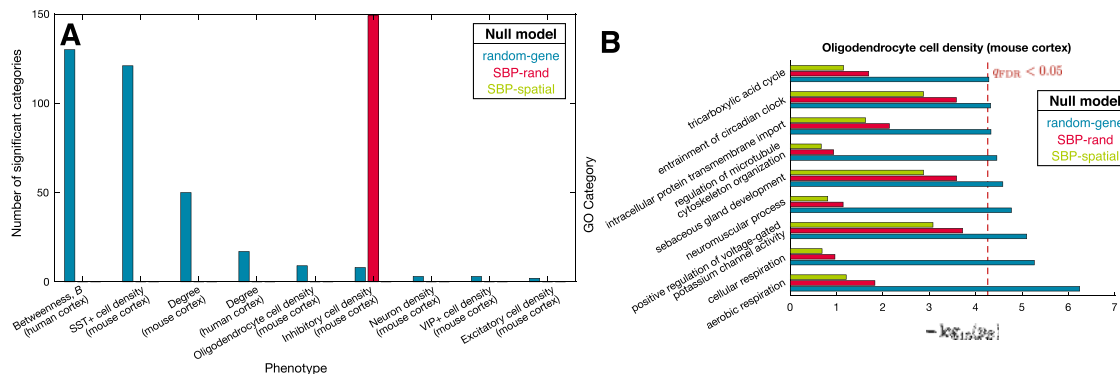 A
150
100
50
0
Number of significant categories
Null model
random-gene
SBP-rand
SBP-spatial
Betweenness, B
(human cortex)
SST+ cell density
(mouse cortex)
Degree
(mouse cortex)
Degree
(human cortex)
Oligodendrocyte cell density
(mouse cortex)
Inhibitory cell density
(mouse cortex)
Neuron density
(mouse cortex)
VIP+ cell density
(mouse cortex)
Excitatory cell density
(mouse cortex)
Phenotype
B
Oligodendrocyte cell density (mouse cortex)
qFDR < 0.05
GO Category
tricarboxylic acid cycle
entrainment of circadian clock
intracellular protein transmembrane import
regulation of microtubule
cytoskeleton organization
sebaceous gland development
neuromuscular process
positive regulation of voltage-gated
potassium channel activity
cellular respiration
aerobic respiration
Null model
random-gene
SBP-rand
SBP-spatial
0 1 2 3 4 5 6 7